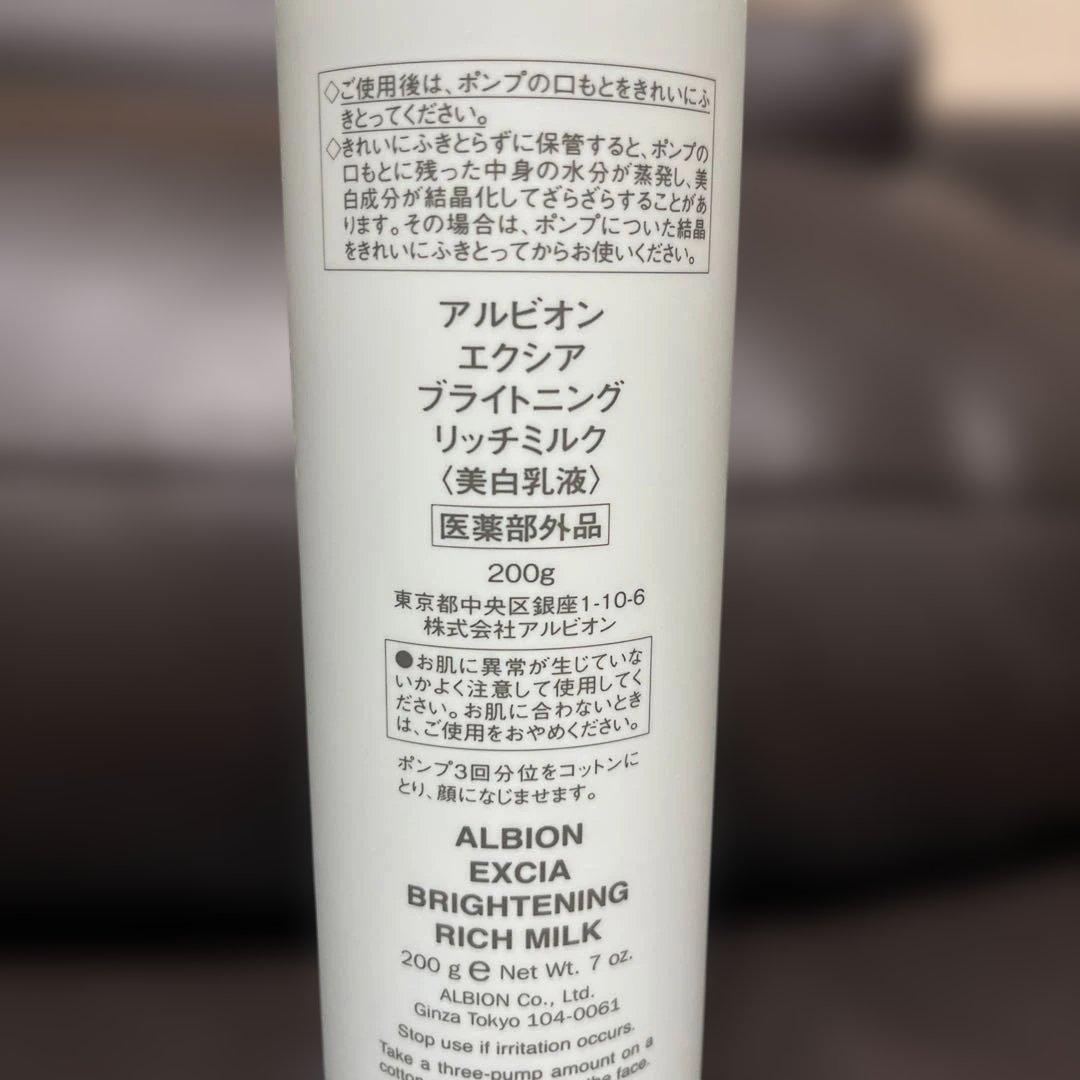 ◇ご使用後は、ポンプの口もとをきれいにふ
きとってください。
◇きれいにふきとらずに保管すると、ポンプの
口もとに残った中身の水分が蒸発し、美
白成分が結晶化してざらざらすることがあ
ります。その場合は、ポンプについた結晶
をきれいにふきとってからお使いください。
アルビオン
エクシア
ブライトニング
リッチミルク
〈美白乳液〉
医薬部外品
200g
東京都中央区銀座1-10-6
株式会社アルビオン
●お肌に異常が生じていな
いかよく注意して使用してく
ださい。お肌に合わないとき
は、ご使用をおやめください。
ポンプ3回分位をコットンに
とり、顔になじませます。
ALBION
EXCIA
BRIGHTENING
RICH MILK
200 g e Net Wt. 7 oz.
ALBION Co., Ltd.
Ginza Tokyo 104-0061
Stop use if irritation occurs.
Take a three-pump amount on a
the face.